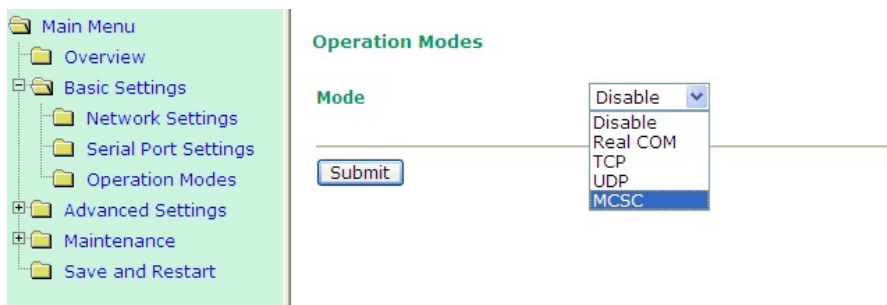 Main Menu
Overview
Basic Settings
Network Settings
Serial Port Settings
Operation Modes
Advanced Settings
Maintenance
Save and Restart
Operation Modes
Mode
Disable
Disable
Real COM
TCP
UDP
MCSC
Submit